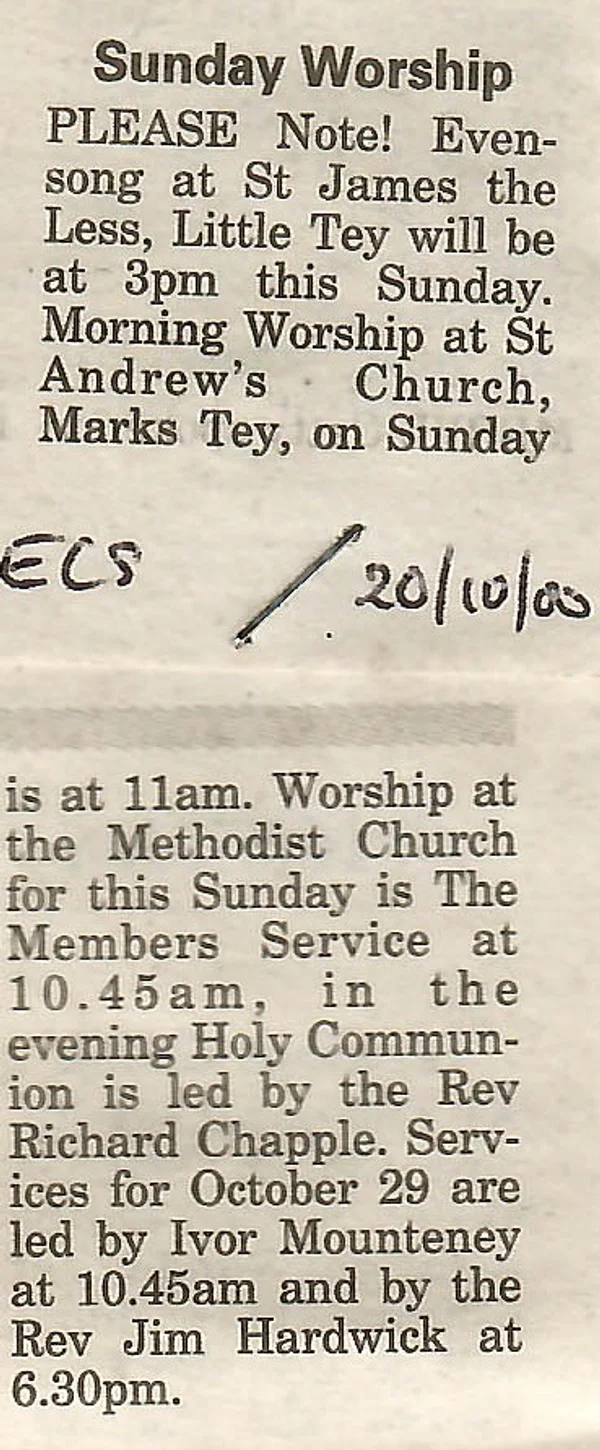 Sunday Worship
PLEASE Note! Even-
song at St James the
Less, Little Tey will be
at 3pm this Sunday.
Morning Worship at St
Andrew's Church,
Marks Tey, on Sunday
ECS / 20/10/00
is at 11am. Worship at
the Methodist Church
for this Sunday is The
Members Service at
10.45am, in the
evening Holy Commun-
ion is led by the Rev
Richard Chapple. Serv-
ices for October 29 are
led by Ivor Mounteney
at 10.45am and by the
Rev Jim Hardwick at
6.30pm.